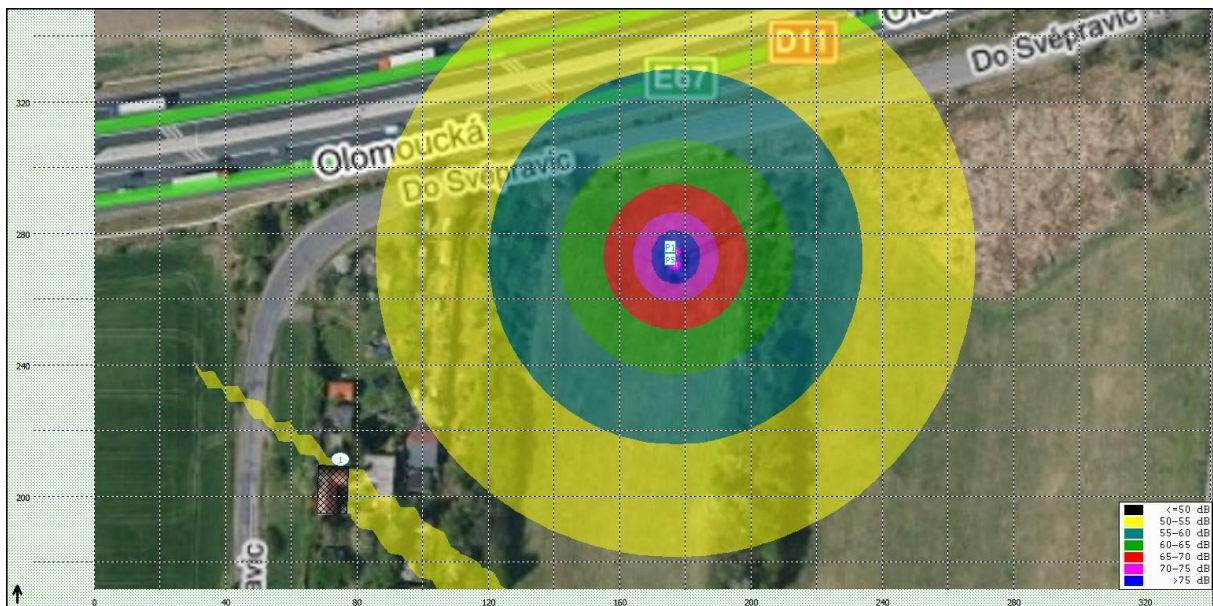 Do Svépravic
D11
E67
320
Olomoucká
Do Svépravic
280
P1
240
1
200
avic
<=50 dB
50-55 dB
55-60 dB
60-65 dB
65-70 dB
70-75 dB
>75 dB
0 40 80 120 160 200 240 280 320